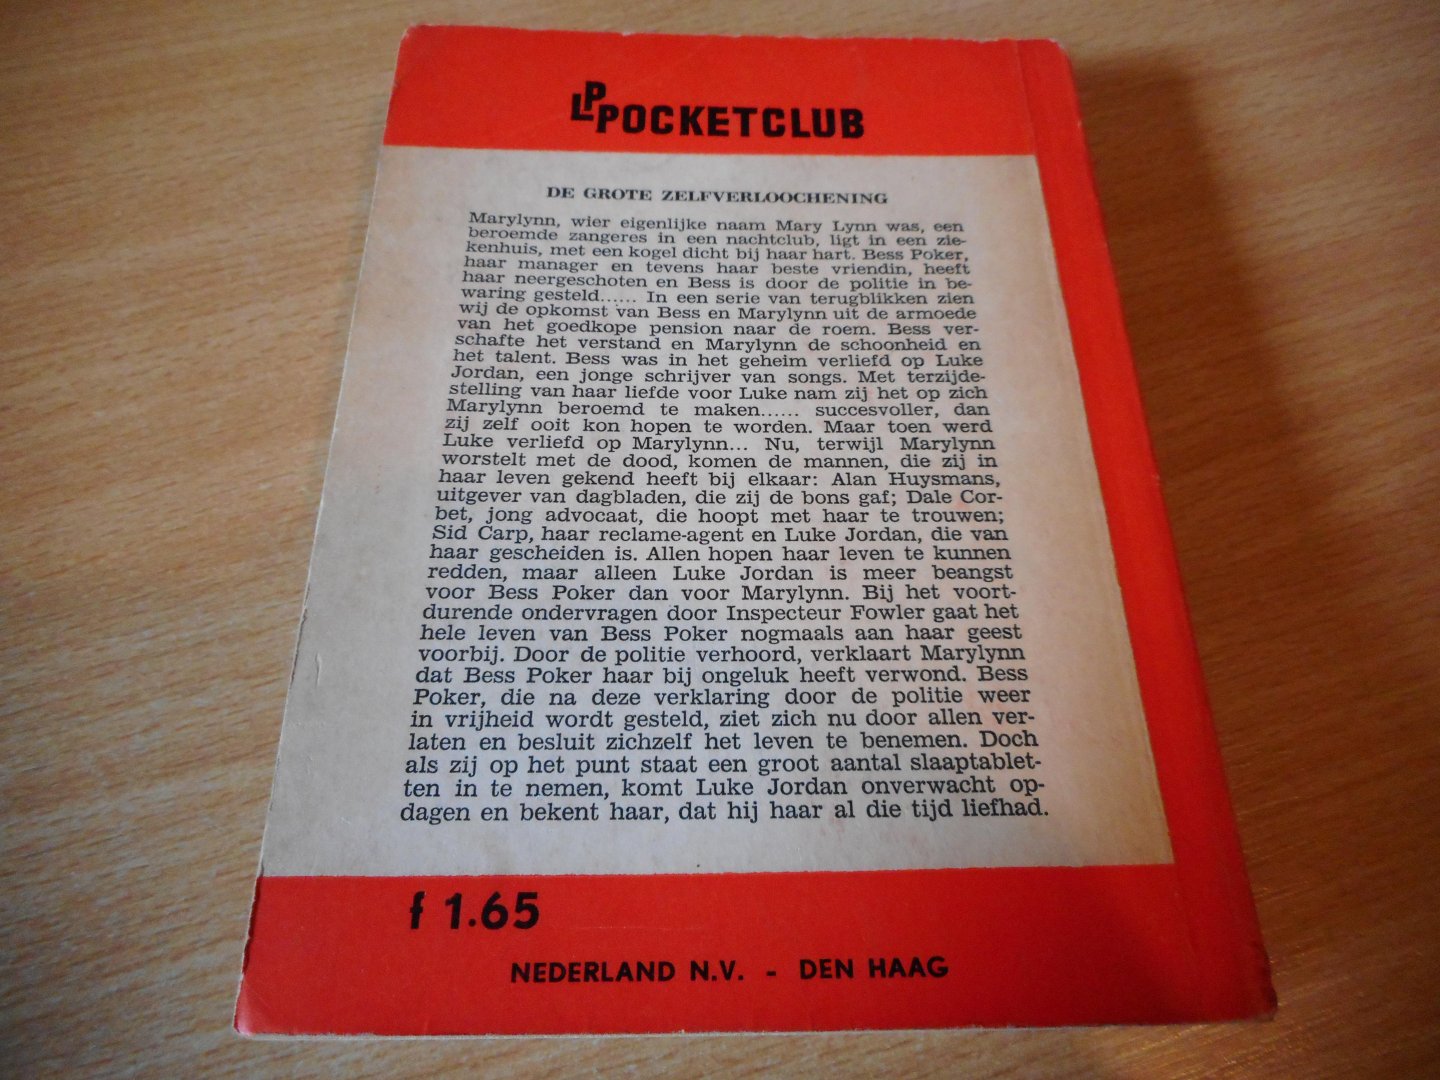 LP POCKETCLUB
DE GROTE ZELFVERLOOCHENING
Marylynn, wier eigenlijke naam Mary Lynn was, een
beroemde zangeres in een nachtclub, ligt in een zie-
kenhuis, met een kogel dicht bij haar hart. Bess Poker,
haar manager en tevens haar beste vriendin, heeft
haar neergeschoten en Bess is door de politie in be-
waring gesteld...... In een serie van terugblikken zien
wij de opkomst van Bess en Marylynn uit de armoede
van het goedkope pension naar de roem. Bess ver-
schafte het verstand en Marylynn de schoonheid en
het talent. Bess was in het geheim verliefd op Luke
Jordan, een jonge schrijver van songs. Met terzijde-
stelling van haar liefde voor Luke nam zij het op zich
Marylynn beroemd te maken...... succesvoller, dan
zij zelf ooit kon hopen te worden. Maar toen werd
Luke verliefd op Marylynn... Nu, terwijl Marylynn
worstelt met de dood, komen de mannen, die zij in
haar leven gekend heeft bij elkaar: Alan Huysmans,
uitgever van dagbladen, die zij de bons gaf; Dale Cor-
bet, jong advocaat, die hoopt met haar te trouwen;
Sid Carp, haar reclame-agent en Luke Jordan, die van
haar gescheiden is. Allen hopen haar leven te kunnen
redden, maar alleen Luke Jordan is meer beangst
voor Bess Poker dan voor Marylynn. Bij het voort-
durende ondervragen door Inspecteur Fowler gaat het
hele leven van Bess Poker nogmaals aan haar geest
voorbij. Door de politie verhoord, verklaart Marylynn
dat Bess Poker haar bij ongeluk heeft verwond. Bess
Poker, die na deze verklaring door de politie weer
in vrijheid wordt gesteld, ziet zich nu door allen ver-
laten en besluit zichzelf het leven te benemen. Doch
als zij op het punt staat een groot aantal slaaptablet-
ten in te nemen, komt Luke Jordan onverwacht op-
dagen en bekent haar, dat hij haar al die tijd liefhad.
f 1.65
NEDERLAND N.V. - DEN HAAG